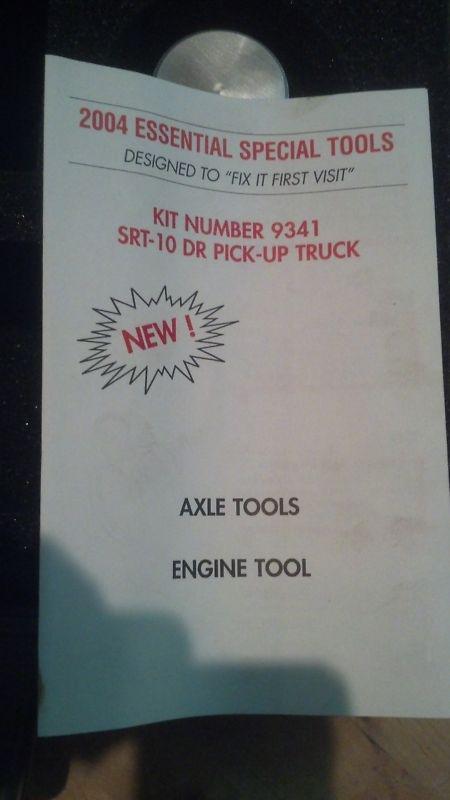 2004 ESSENTIAL SPECIAL TOOLS
DESIGNED TO "FIX IT FIRST VISIT"
KIT NUMBER 9341
SRT-10 DR PICK-UP TRUCK
NEW !
AXLE TOOLS
ENGINE TOOL